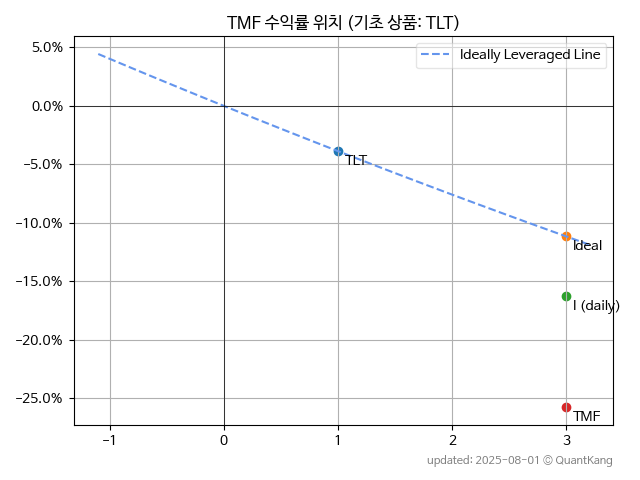 TMF 수익률 위치 (기초 상품: TLT)
Ideally Leveraged Line
5.0%
0.0%
−5.0%
−10.0%
−15.0%
−20.0%
−25.0%
TLT
Ideal
I (daily)
TMF
−1
0
1
2
3
updated: 2025-08-01 © QuantKang